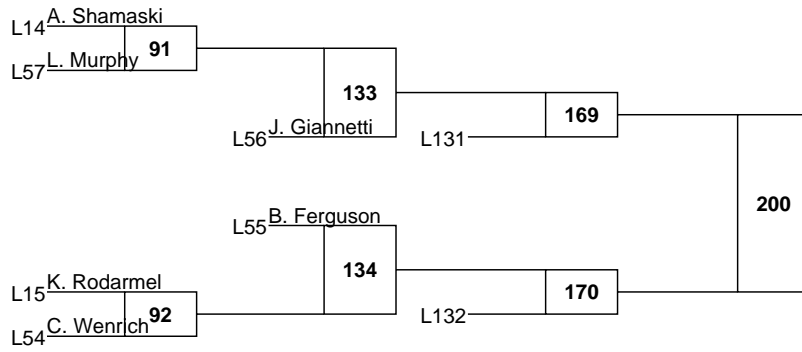 L14 A. Shamaski
91
L57 L. Murphy
133
L56 J. Giannetti
169
L131
200
L55 B. Ferguson
134
L15 K. Rodarmel
170
92
L132
L54 C. Wenrich